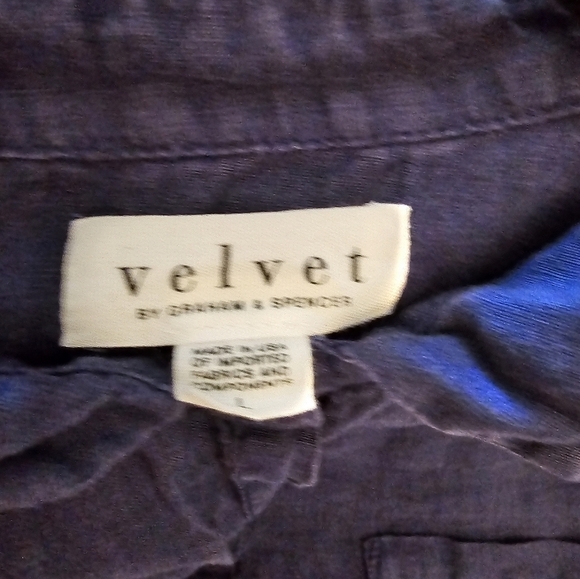 velvet
BY GRAHAM & SPENCER
MADE IN USA
OF IMPORTED
FABRICS AND
COMPONENTS
L